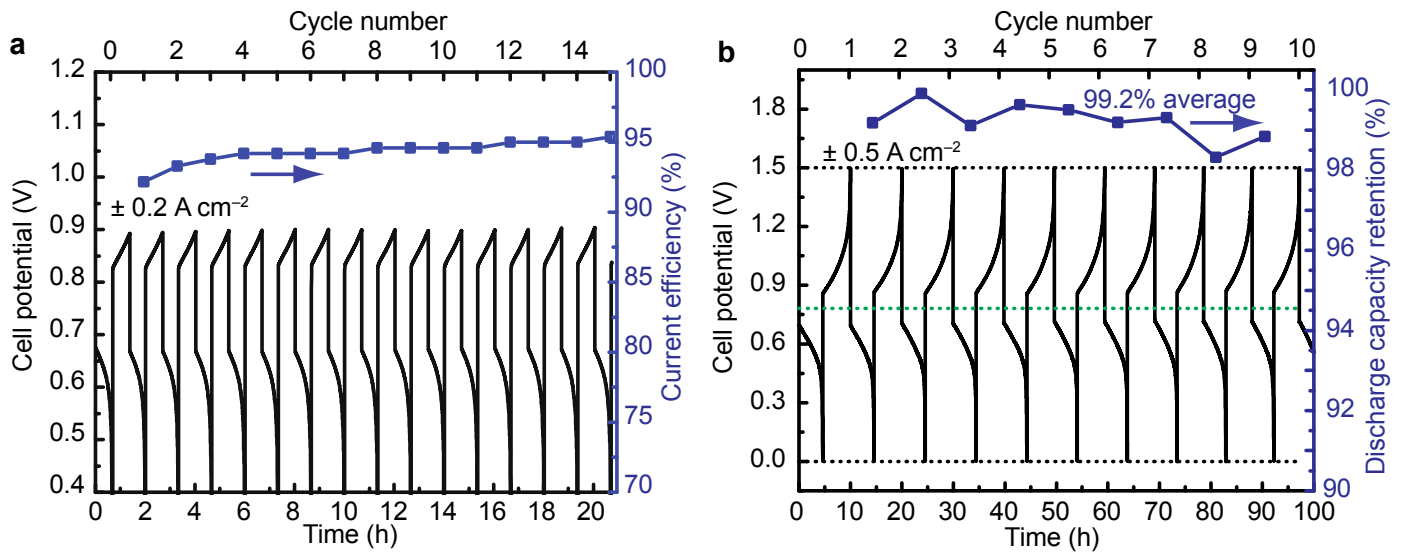 a
Cycle number
0 2 4 6 8 10 12 14
1.2
1.1
1.0
0.9
0.8
0.7
0.6
0.5
0.4
Cell potential (V)
± 0.2 A cm⁻²
100
95
90
85
80
75
70
Current efficiency (%)
0 2 4 6 8 10 12 14 16 18 20
Time (h)
b
Cycle number
0 1 2 3 4 5 6 7 8 9 10
1.8
1.5
1.2
0.9
0.6
0.3
0.0
Cell potential (V)
99.2% average
± 0.5 A cm⁻²
100
98
96
94
92
90
Discharge capacity retention (%)
0 10 20 30 40 50 60 70 80 90 100
Time (h)